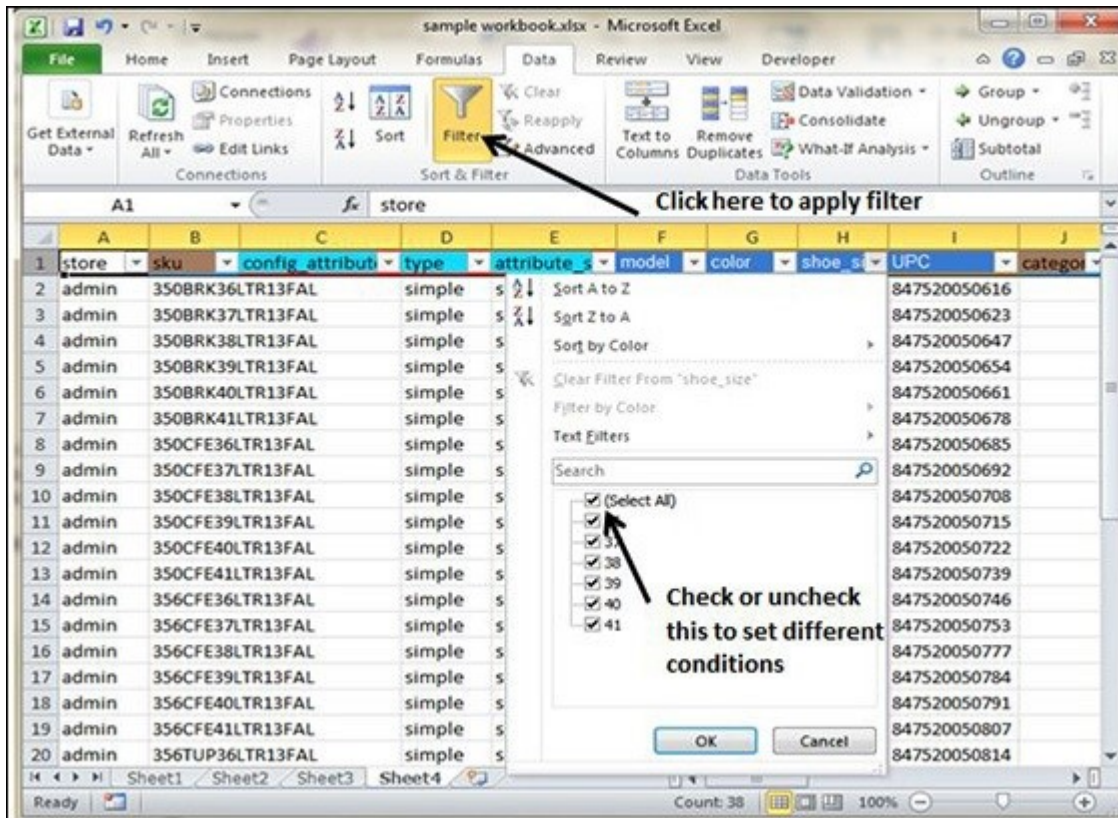 sample workbook.xlsx - Microsoft Excel
File Home Insert Page Layout Formulas Data Review View Developer
Get External Data
Refresh All
Connections
Properties
Edit Links
Connections
Sort
Filter
Clear
Reapply
Advanced
Sort & Filter
Text to Columns
Remove Duplicates
Data Validation
Consolidate
What-If Analysis
Data Tools
Group
Ungroup
Subtotal
Outline
Click here to apply filter
A1 fx store
A B C D E F G H I J
1 store sku config_attribut type attribute_s model color shoe_si UPC categor
2 admin 350BRK36LTR13FAL simple s 847520050616
3 admin 350BRK37LTR13FAL simple s 847520050623
4 admin 350BRK38LTR13FAL simple s 847520050647
5 admin 350BRK39LTR13FAL simple s 847520050654
6 admin 350BRK40LTR13FAL simple s 847520050661
7 admin 350BRK41LTR13FAL simple s 847520050678
8 admin 350CFE36LTR13FAL simple s 847520050685
9 admin 350CFE37LTR13FAL simple s 847520050692
10 admin 350CFE38LTR13FAL simple s 847520050708
11 admin 350CFE39LTR13FAL simple s 847520050715
12 admin 350CFE40LTR13FAL simple s 847520050722
13 admin 350CFE41LTR13FAL simple s 847520050739
14 admin 356CFE36LTR13FAL simple s 847520050746
15 admin 356CFE37LTR13FAL simple s 847520050753
16 admin 356CFE38LTR13FAL simple s 847520050777
17 admin 356CFE39LTR13FAL simple s 847520050784
18 admin 356CFE40LTR13FAL simple s 847520050791
19 admin 356CFE41LTR13FAL simple s 847520050807
20 admin 356TUP36LTR13FAL simple s 847520050814
Sort A to Z
Sort Z to A
Sort by Color
Clear Filter From "shoe_size"
Filter by Color
Text Filters
Search
(Select All)
37
38
39
40
41
Check or uncheck
this to set different
conditions
OK Cancel
Sheet1 Sheet2 Sheet3 Sheet4
Ready Count: 38 100%